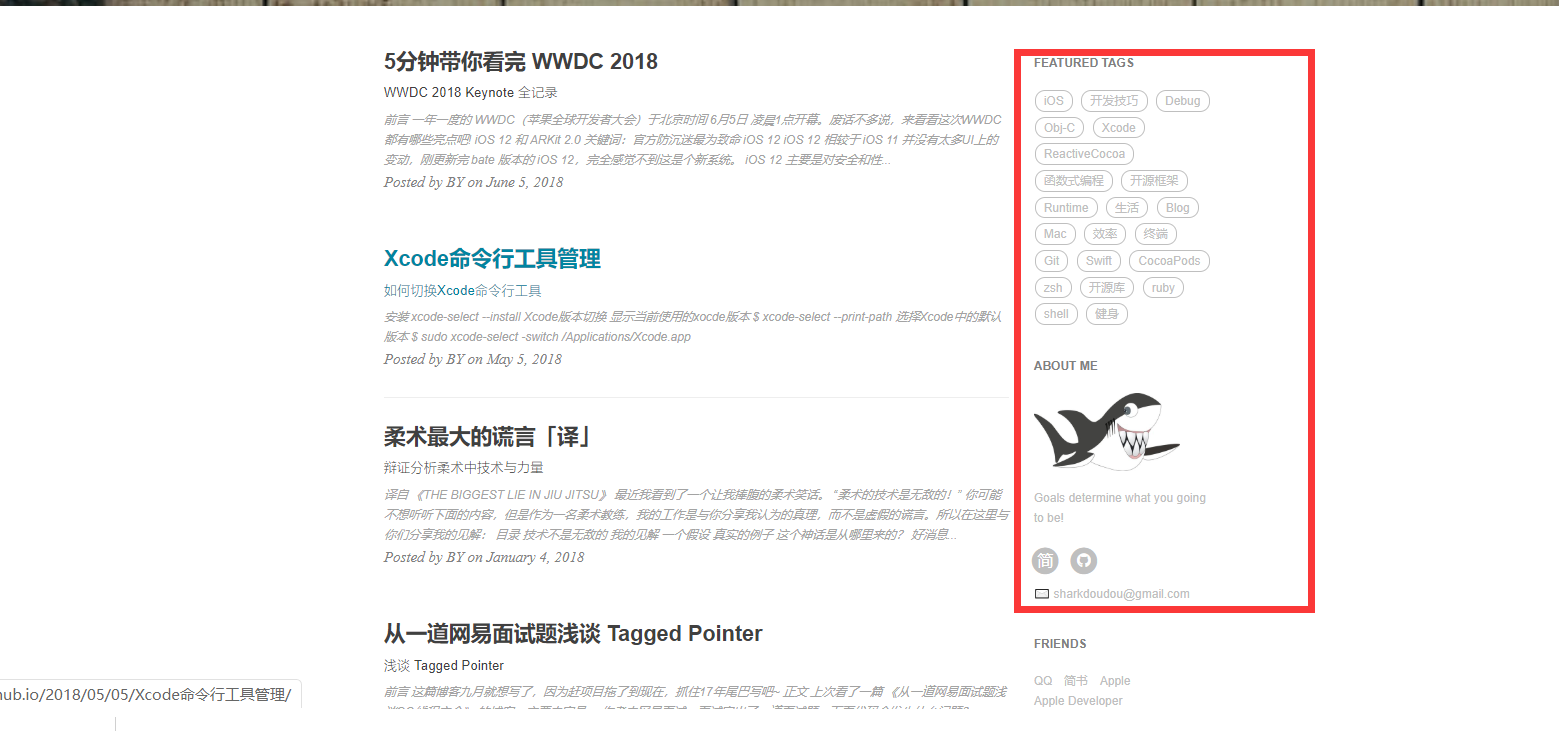 5分钟带你看完 WWDC 2018
WWDC 2018 Keynote 全记录
前言 一年一度的 WWDC（苹果全球开发者大会）于北京时间 6月5日 凌晨1点开幕。废话不多说，来看看这次WWDC
都有哪些亮点吧! iOS 12 和 ARKit 2.0 关键词：官方防沉迷最为致命 iOS 12 iOS 12 相较于 iOS 11 并没有太多UI上的
变动，刚更新完 bate 版本的 iOS 12，完全感觉不到这是个新系统。 iOS 12 主要是对安全和性...
Posted by BY on June 5, 2018
Xcode命令行工具管理
如何切换Xcode命令行工具
安装 xcode-select --install Xcode版本切换 显示当前使用的xocde版本 $ xcode-select --print-path 选择Xcode中的默认
版本 $ sudo xcode-select -switch /Applications/Xcode.app
Posted by BY on May 5, 2018
柔术最大的谎言「译」
辩证分析柔术中技术与力量
译自 《THE BIGGEST LIE IN JIU JITSU》 最近我看到了一个让我捧腹的柔术笑话。 “柔术的技术是无敌的！” 你可能
不想听听下面的内容，但是作为一名柔术教练，我的工作是与你分享我认为的真理，而不是虚假的谎言。所以在这里与
你们分享我的见解： 目录 技术不是无敌的 我的见解 一个假设 真实的例子 这个神话是从哪里来的？ 好消息...
Posted by BY on January 4, 2018
从一道网易面试题浅谈 Tagged Pointer
浅谈 Tagged Pointer
前言 这篇博客九月就想写了，因为赶项目拖了到现在，抓住17年尾巴写吧~ 正文 上次看了一篇 《从一道网易面试题浅
FEATURED TAGS
iOS 开发技巧 Debug
Obj-C Xcode
ReactiveCocoa
函数式编程 开源框架
Runtime 生活 Blog
Mac 效率 终端
Git Swift CocoaPods
zsh 开源库 ruby
shell 健身
ABOUT ME
Goals determine what you going
to be!
简
sharkdoudou@gmail.com
FRIENDS
QQ 简书 Apple
Apple Developer
hub.io/2018/05/05/Xcode命令行工具管理/